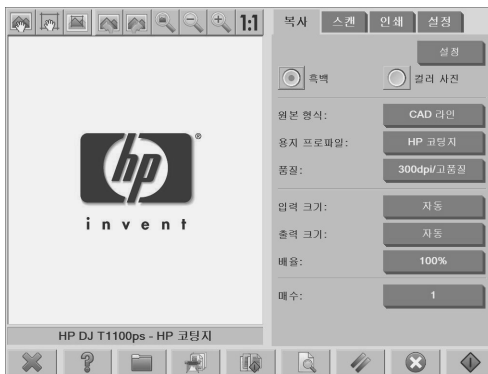 1:1
복사 스캔 인쇄 설정
설정
흑백 컬러 사진
원본 형식: CAD 라인
용지 프로파일: HP 코팅지
품질: 300dpi/고품질
입력 크기: 자동
출력 크기: 자동
배율: 100%
매수: 1
hp®
invent
HP DJ T1100ps - HP 코팅지